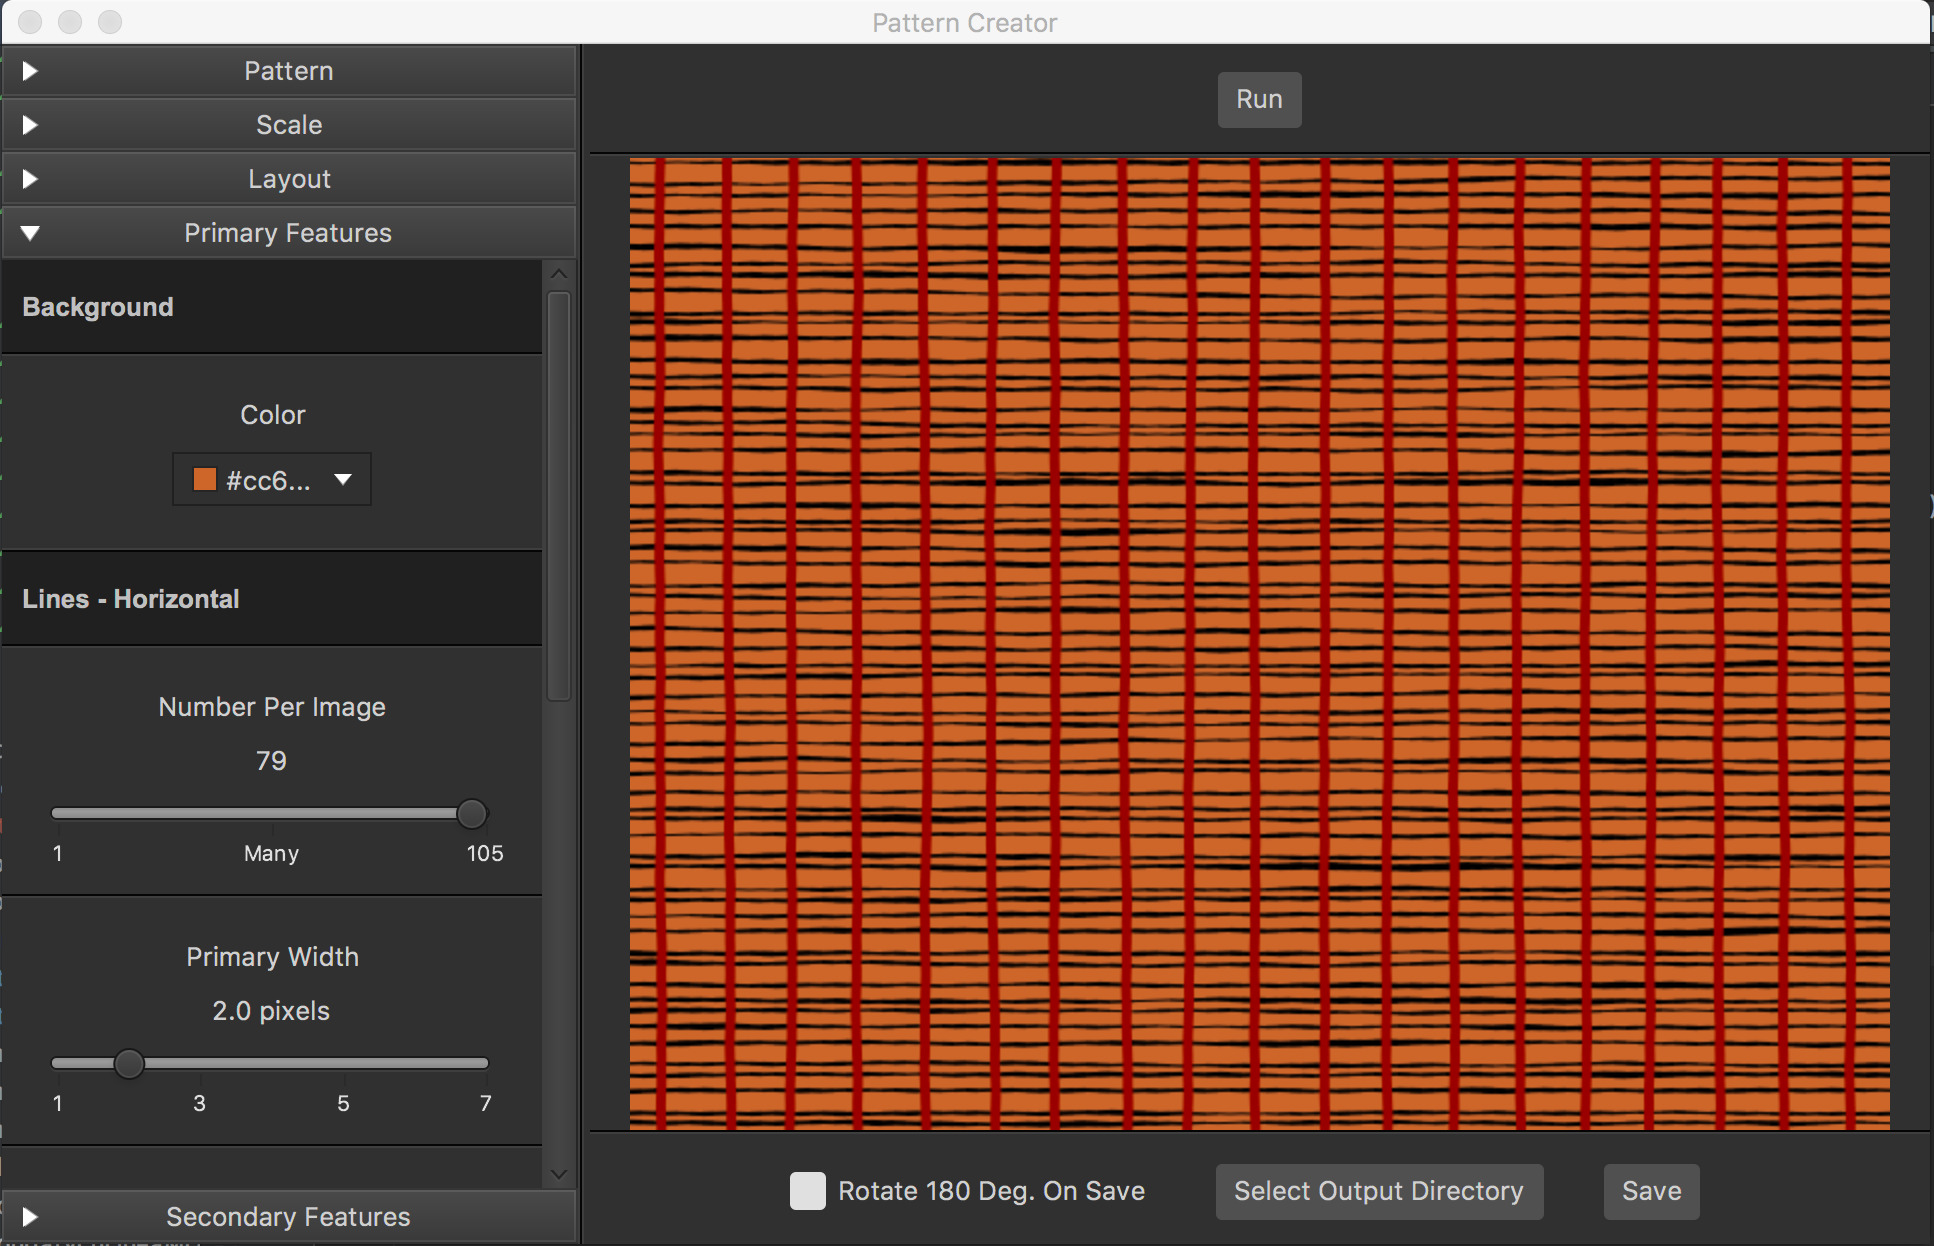 Pattern Creator
Pattern
Scale
Layout
Primary Features
Background
Color
#cc6...
Lines - Horizontal
Number Per Image
79
1 Many 105
Primary Width
2.0 pixels
1 3 5 7
Secondary Features
Run
Rotate 180 Deg. On Save
Select Output Directory
Save